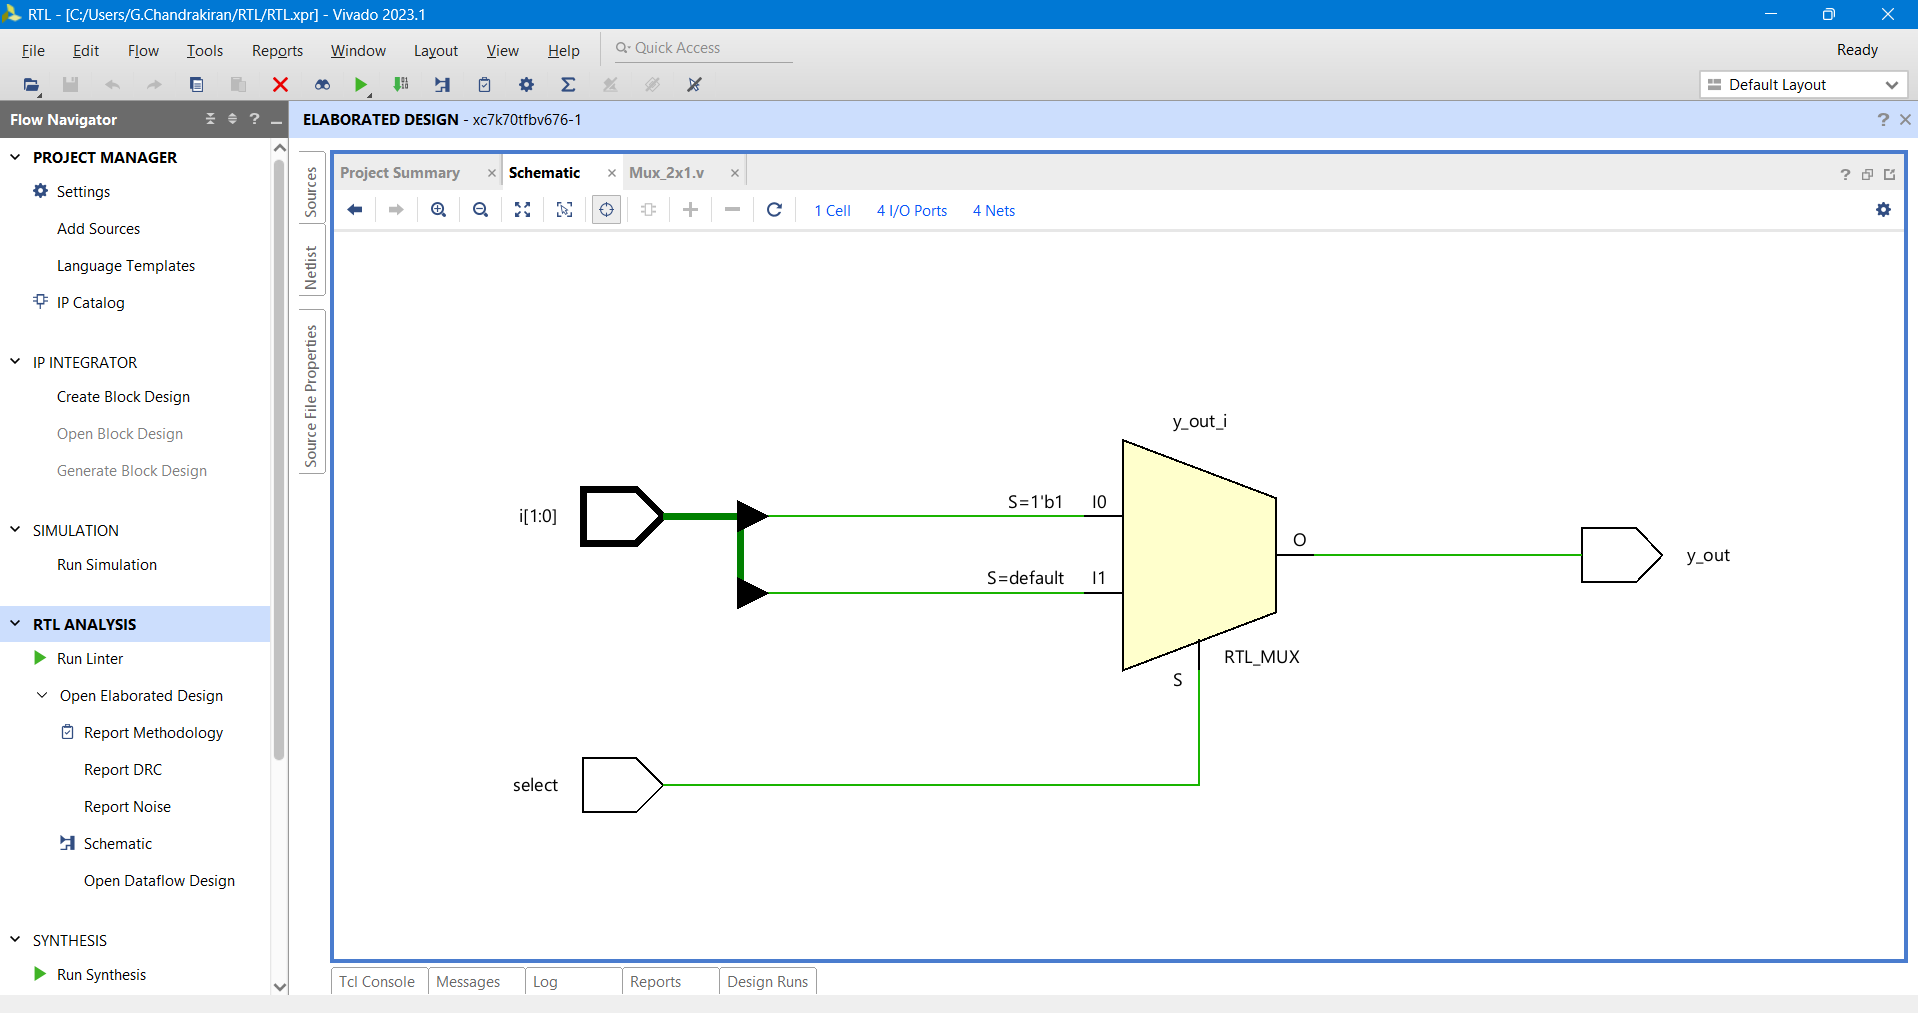 RTL - [C:/Users/G.Chandrakiran/RTL/RTL.xpr] - Vivado 2023.1
File Edit Flow Tools Reports Window Layout View Help Quick Access Ready
Default Layout
Flow Navigator
ELABORATED DESIGN - xc7k70tfbv676-1
PROJECT MANAGER
Settings
Add Sources
Language Templates
IP Catalog
IP INTEGRATOR
Create Block Design
Open Block Design
Generate Block Design
SIMULATION
Run Simulation
RTL ANALYSIS
Run Linter
Open Elaborated Design
Report Methodology
Report DRC
Report Noise
Schematic
Open Dataflow Design
SYNTHESIS
Run Synthesis
Sources
Netlist
Source File Properties
Project Summary Schematic Mux_2x1.v
1 Cell 4 I/O Ports 4 Nets
y_out_i
i[1:0]
S=1'b1 I0
S=default I1
O
y_out
RTL_MUX
S
select
Tcl Console Messages Log Reports Design Runs